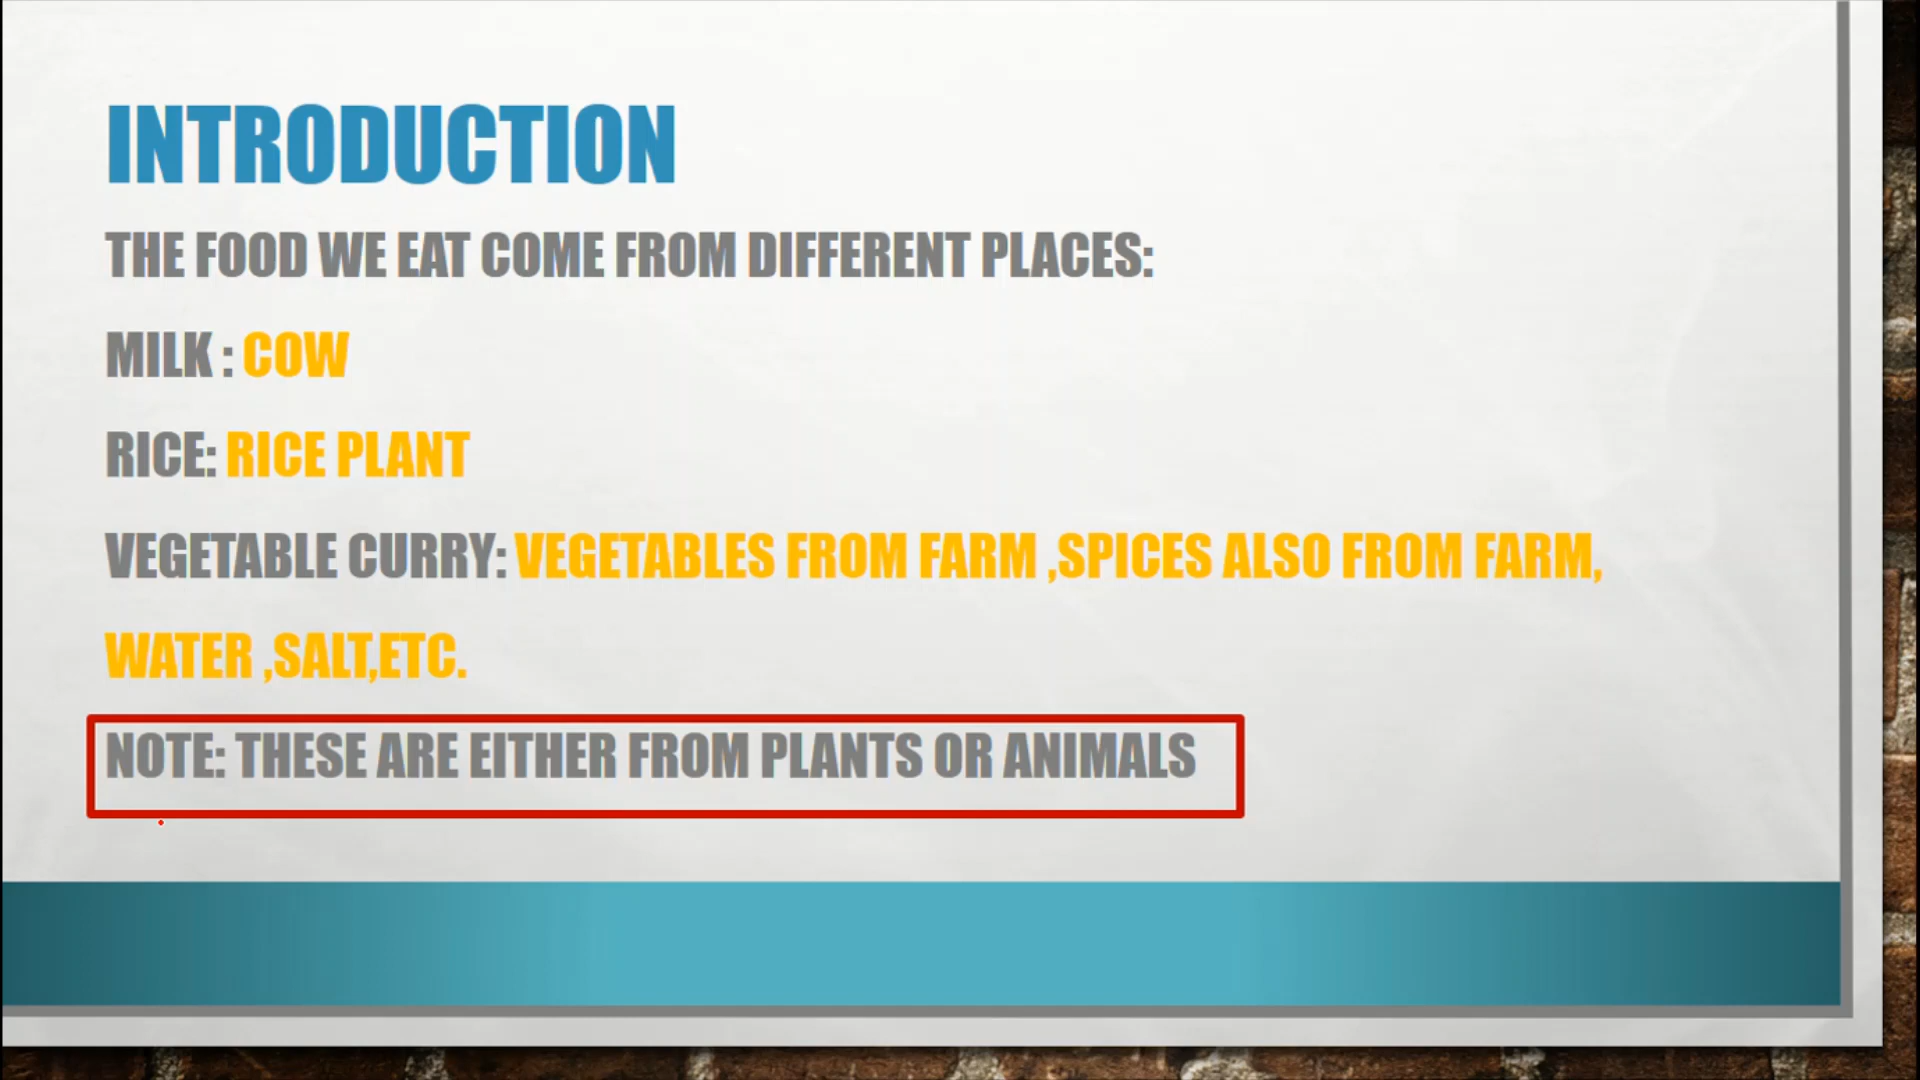 INTRODUCTION
THE FOOD WE EAT COME FROM DIFFERENT PLACES:
MILK : COW
RICE: RICE PLANT
VEGETABLE CURRY: VEGETABLES FROM FARM ,SPICES ALSO FROM FARM,
WATER ,SALT,ETC.
NOTE: THESE ARE EITHER FROM PLANTS OR ANIMALS